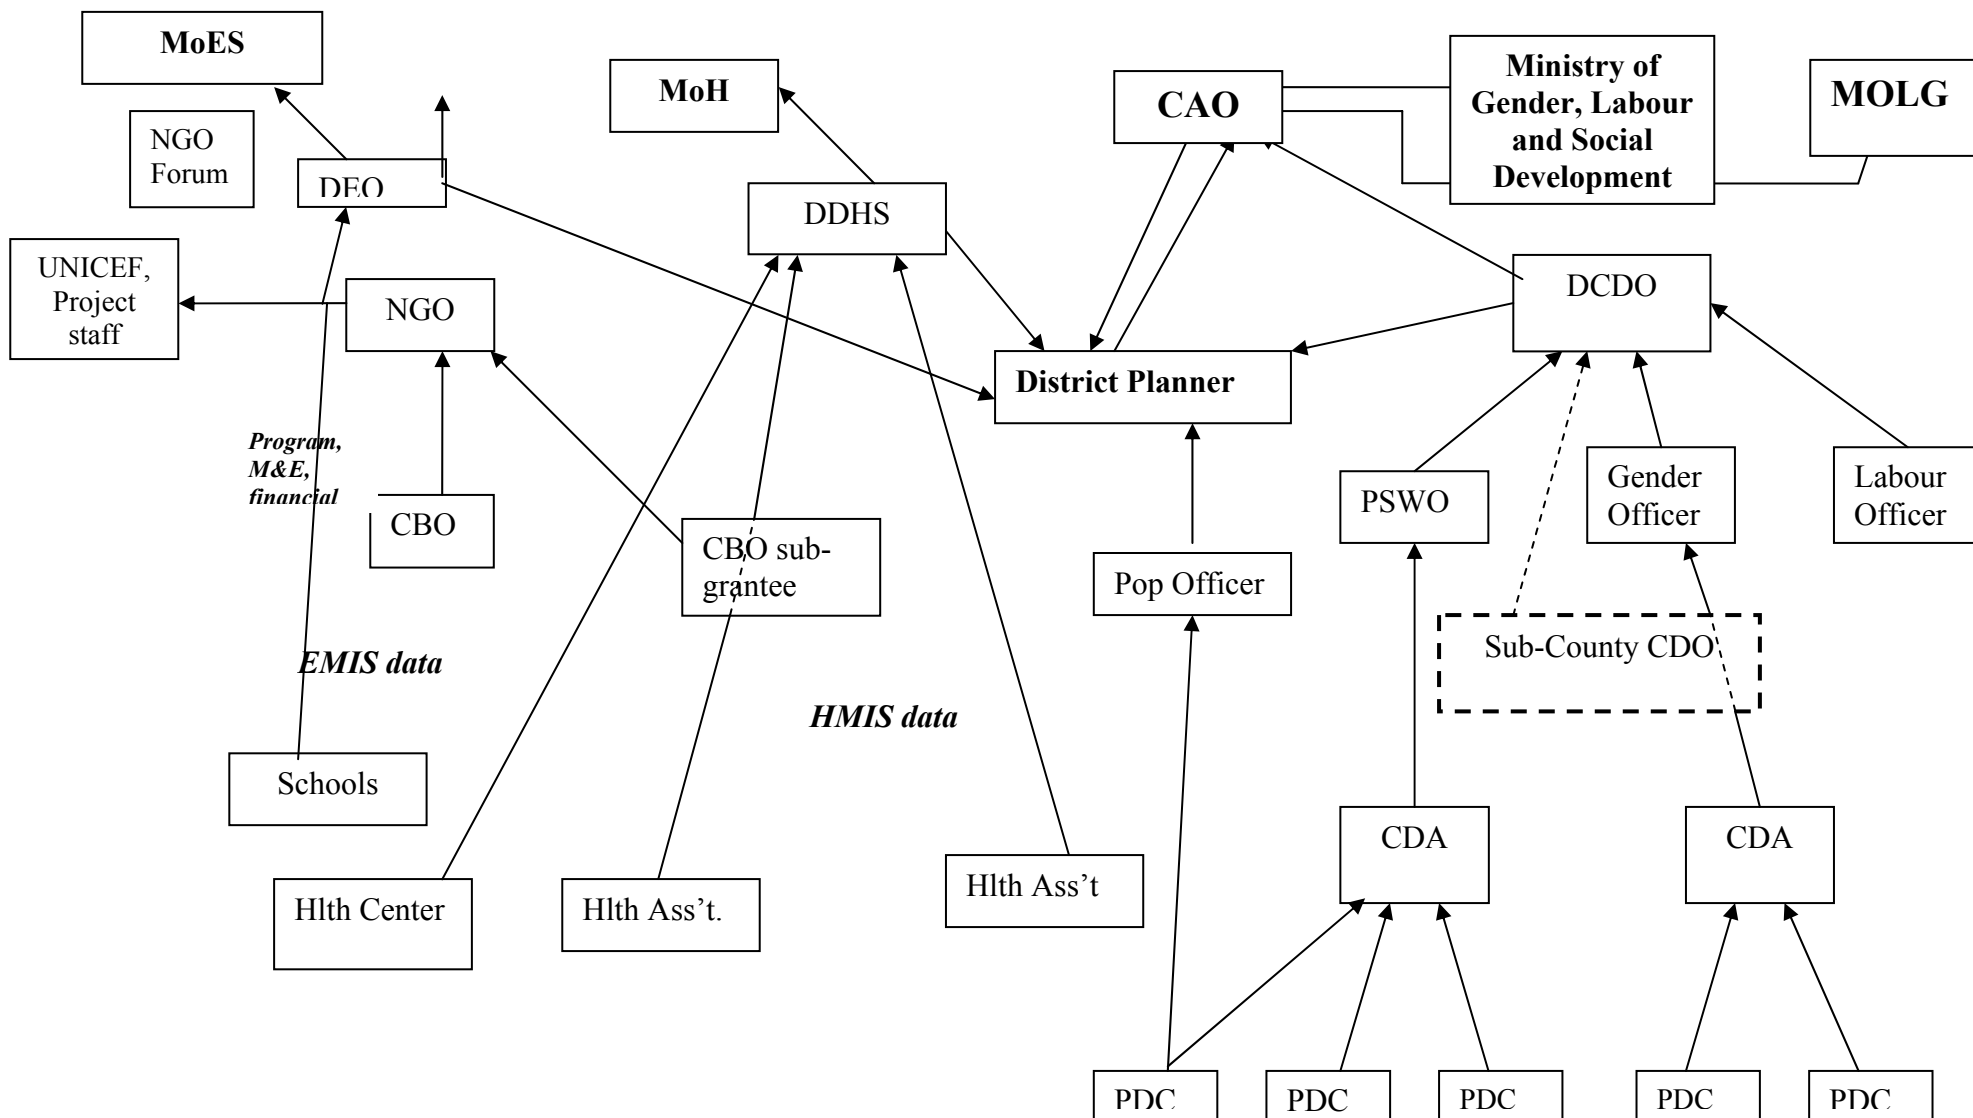 MoES
MoH
CAO
Ministry of
Gender, Labour
and Social
Development
MOLG
NGO
Forum
DEO
DDHS
UNICEF,
Project
staff
NGO
DCDO
District Planner
Program,
M&E,
financial
CBO
CBO sub-
grantee
Pop Officer
PSWO
Gender
Officer
Labour
Officer
Sub-County CDO
EMIS data
HMIS data
Schools
CDA
CDA
Hlth Center
Hlth Ass’t.
Hlth Ass’t
PDC
PDC
PDC
PDC
PDC